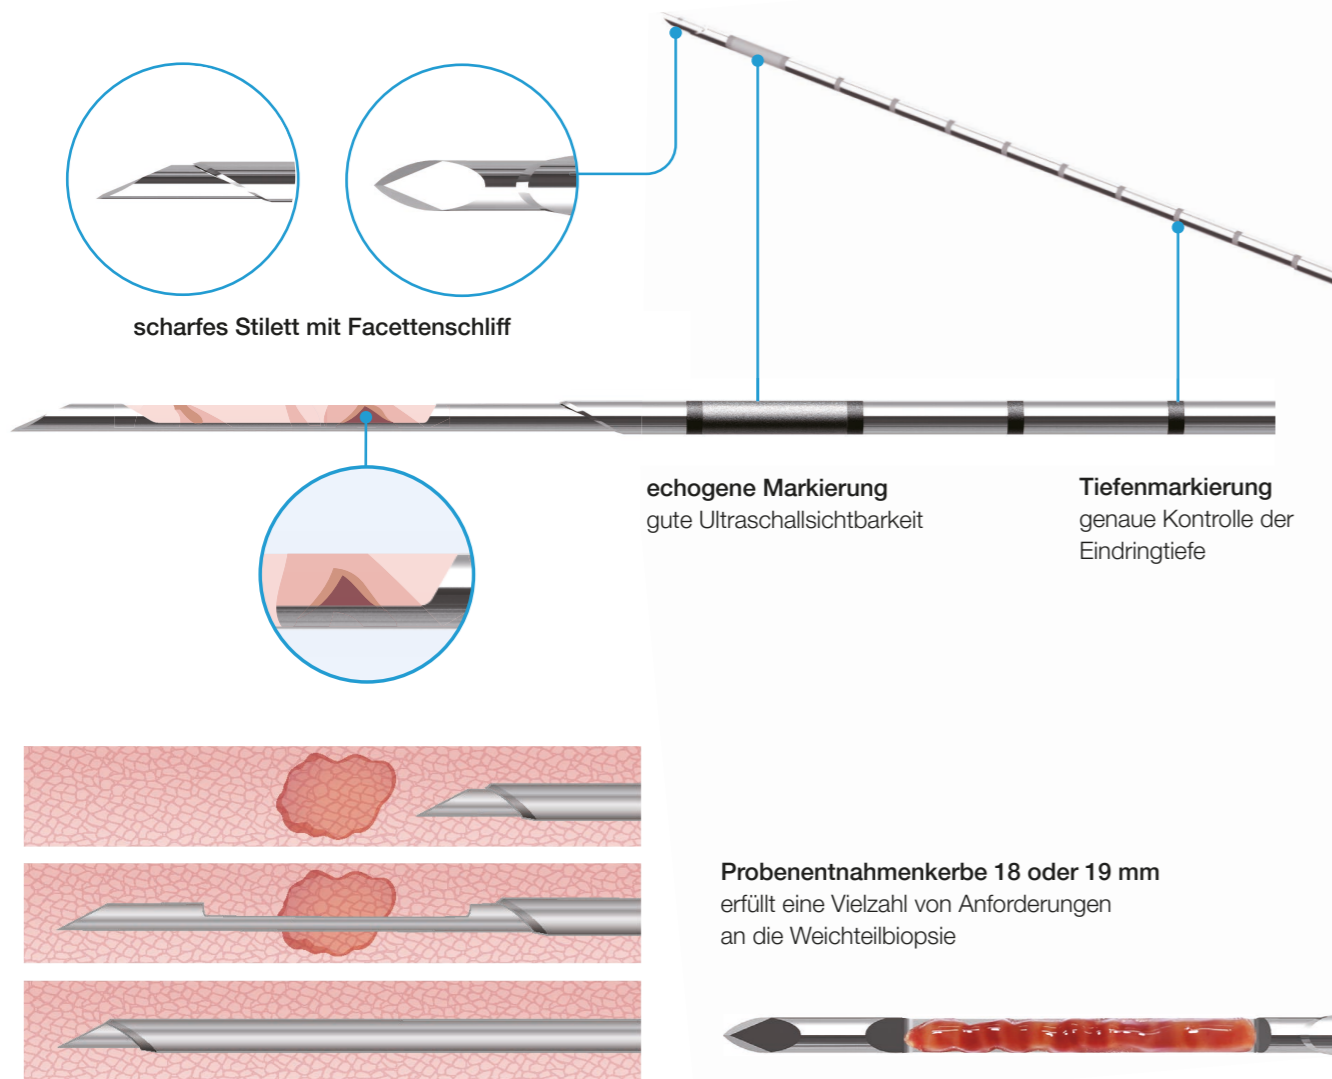 scharfes Stilett mit Facettenschliff
echogene Markierung
gute Ultraschallsichtbarkeit
Tiefenmarkierung
genaue Kontrolle der
Eindringtiefe
Probenentnahmenkerbe 18 oder 19 mm
erfüllt eine Vielzahl von Anforderungen
an die Weichteilbiopsie